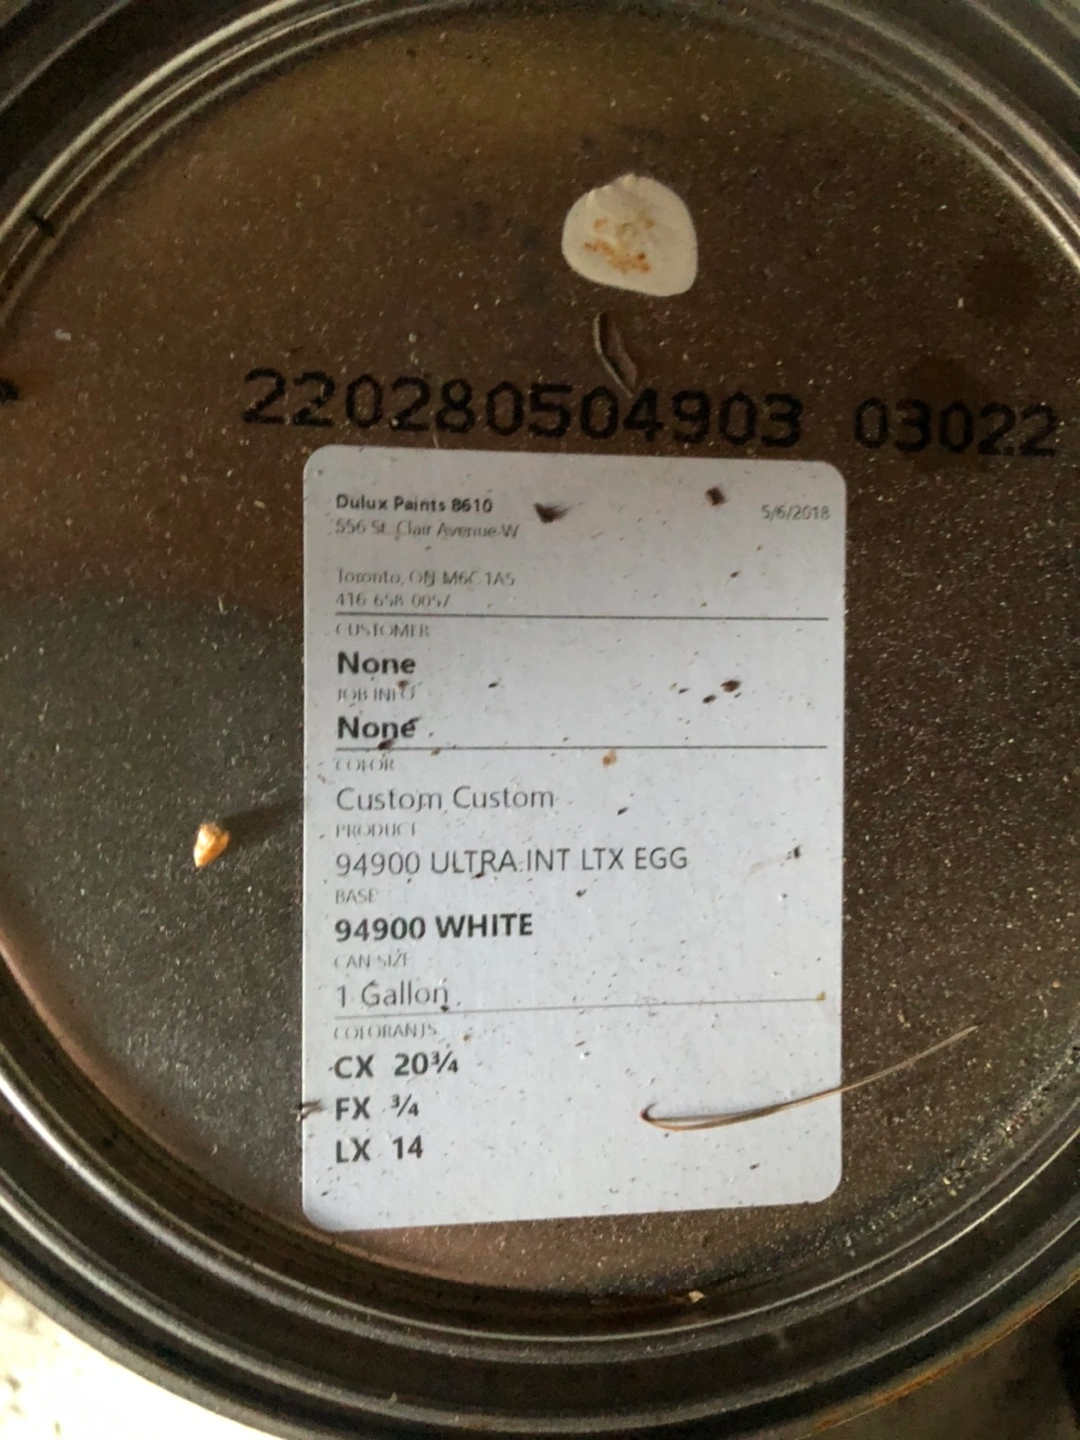 220280504903 03022
Dulux Paints 8610
5/6/2018
556 St. Clair Avenue W
Toronto, ON M6C 1A5
416 658 0057
CUSTOMER
None
JOB INFO
None
COLOR
Custom Custom
PRODUCT
94900 ULTRA INT LTX EGG
BASE
94900 WHITE
CAN SIZE
1 Gallon
COLORANTS
CX 20¾
FX ¾
LX 14